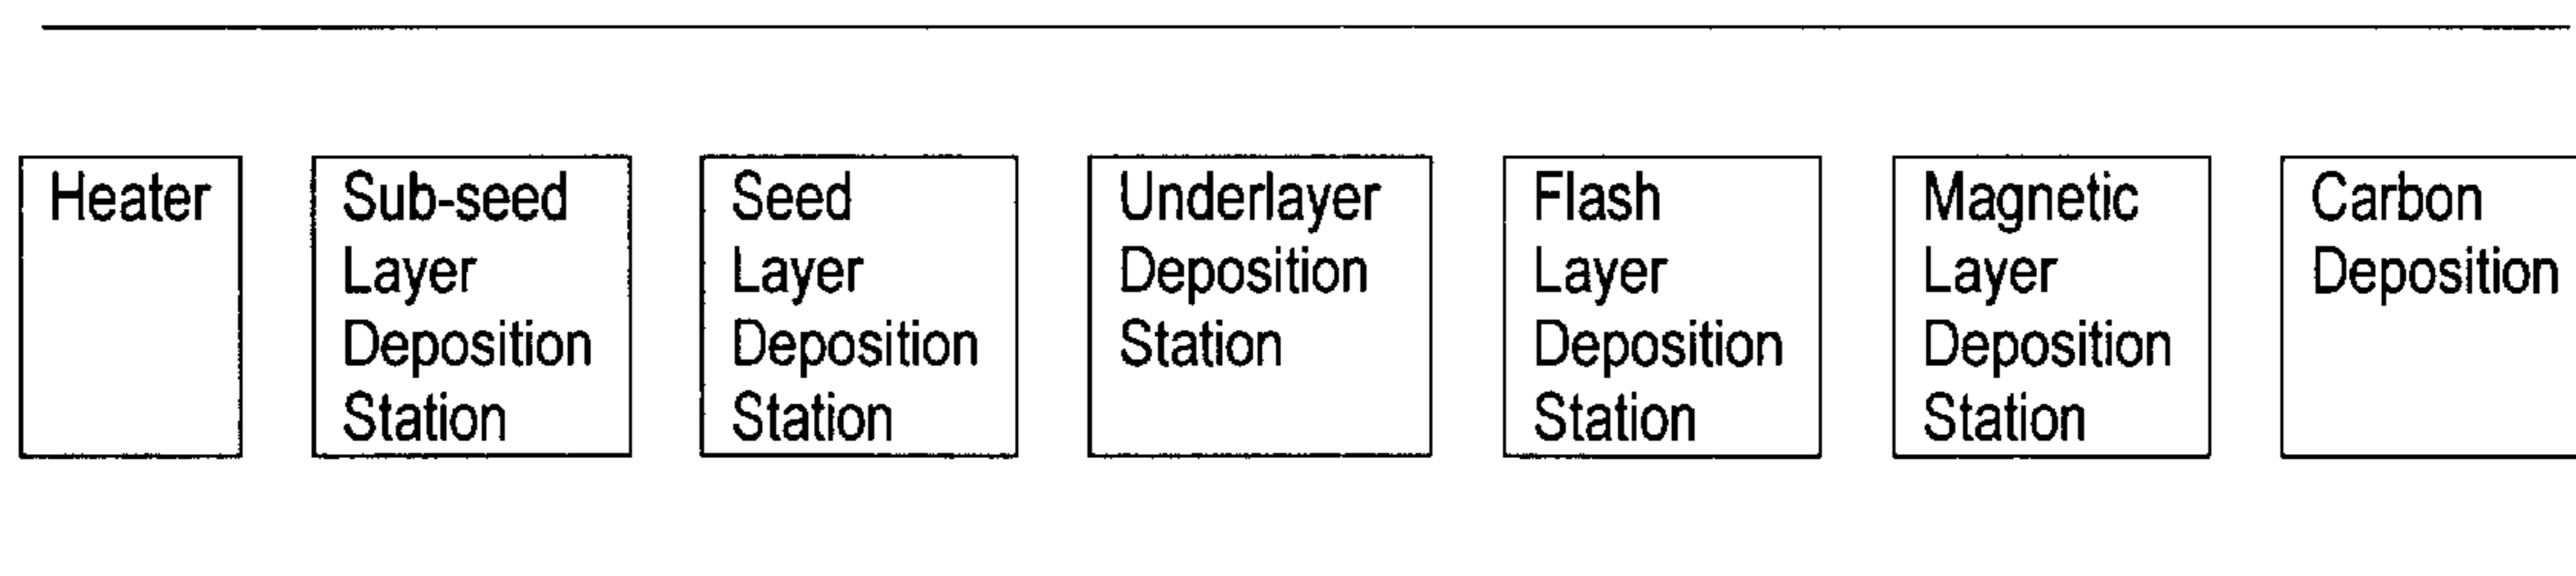 Heater
Sub-seed
Layer
Deposition
Station
Seed
Layer
Deposition
Station
Underlayer
Deposition
Station
Flash
Layer
Deposition
Station
Magnetic
Layer
Deposition
Station
Carbon
Deposition